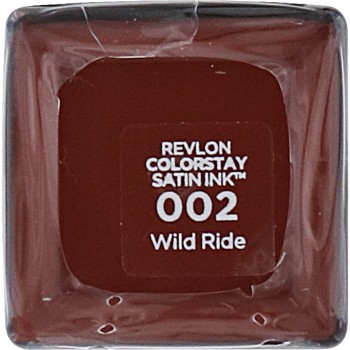 REVLON
COLORSTAY
SATIN INK™
002
Wild Ride